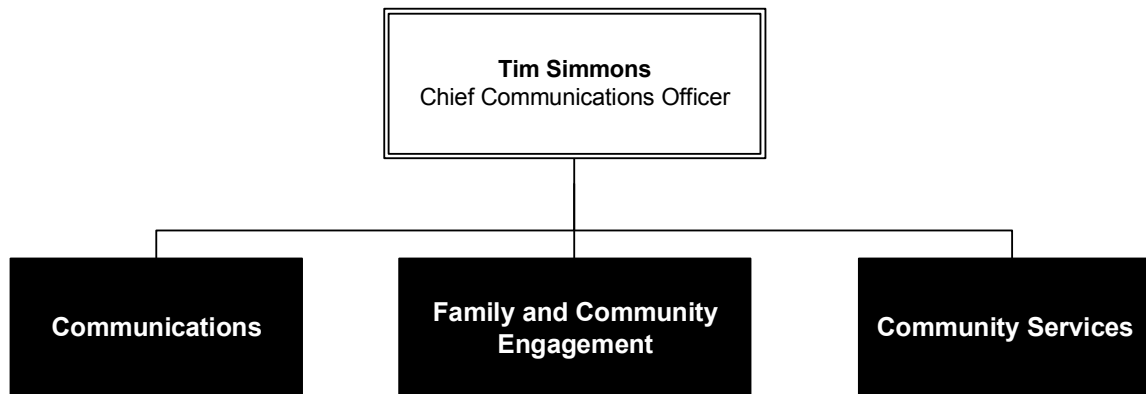 Tim Simmons
Chief Communications Officer
Communications
Family and Community
Engagement
Community Services